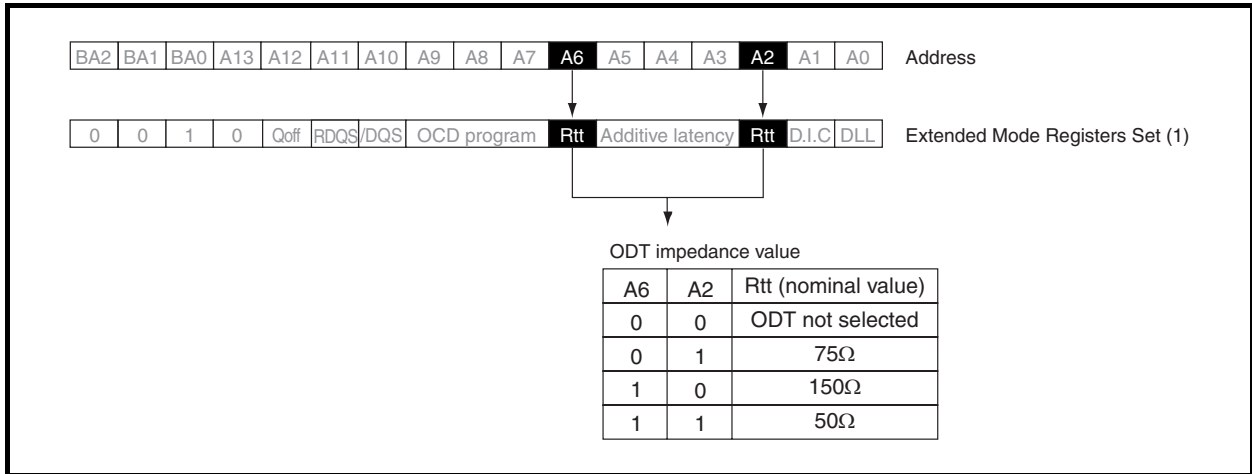 BA2 BA1 BA0 A13 A12 A11 A10 A9 A8 A7 A6 A5 A4 A3 A2 A1 A0 Address
0 0 1 0 Qoff RDQS /DQS OCD program Rtt Additive latency Rtt D.I.C DLL Extended Mode Registers Set (1)
ODT impedance value
A6 A2 Rtt (nominal value)
0 0 ODT not selected
0 1 75Ω
1 0 150Ω
1 1 50Ω